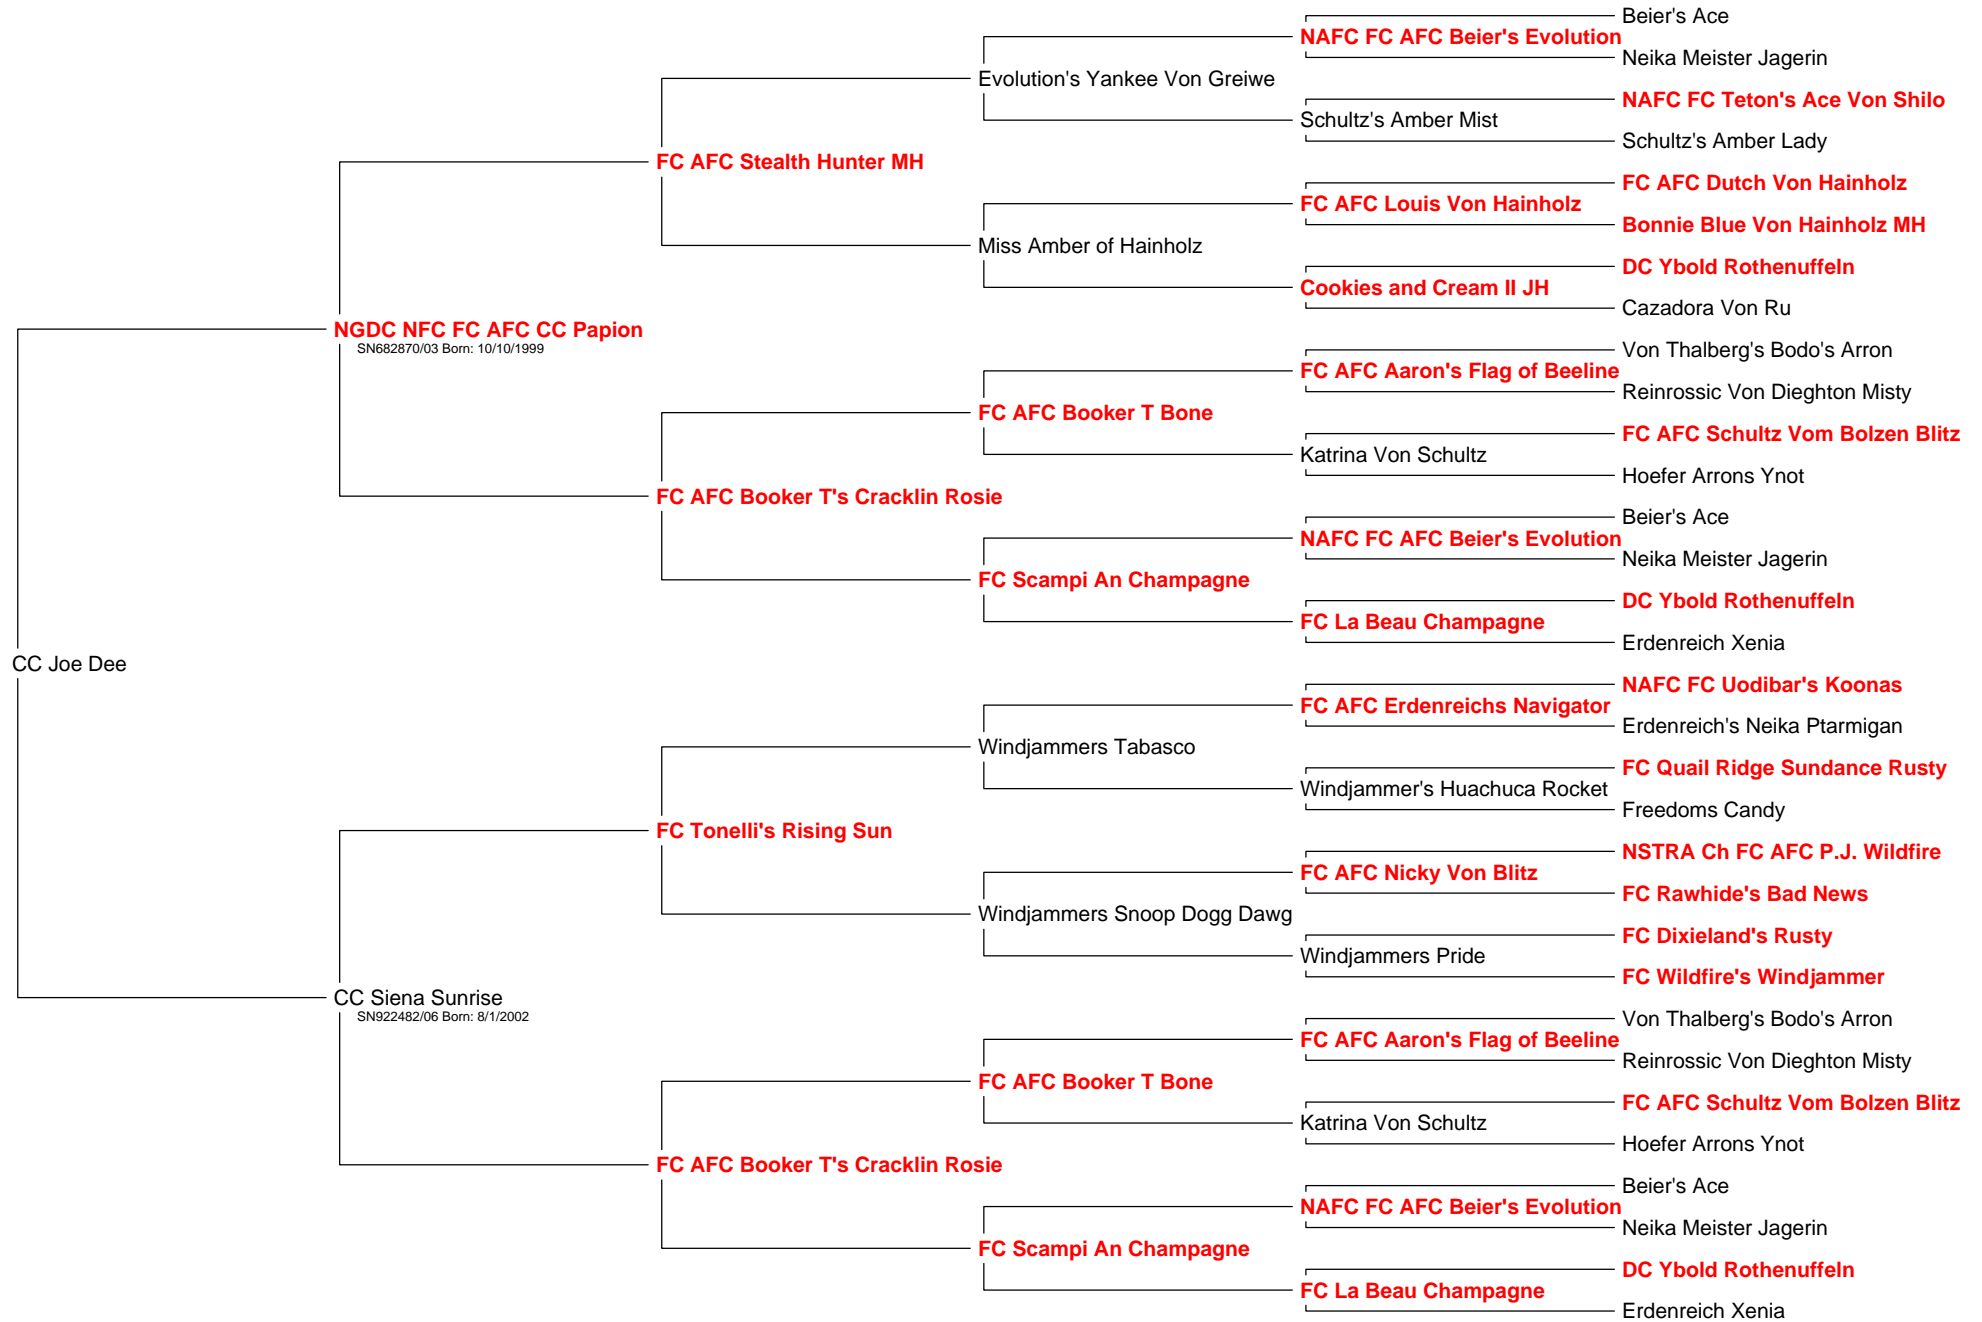 Beier's Ace
NAFC FC AFC Beier's Evolution
Neika Meister Jagerin
Evolution's Yankee Von Greiwe
NAFC FC Teton's Ace Von Shilo
Schultz's Amber Mist
Schultz's Amber Lady
FC AFC Stealth Hunter MH
FC AFC Dutch Von Hainholz
FC AFC Louis Von Hainholz
Bonnie Blue Von Hainholz MH
Miss Amber of Hainholz
DC Ybold Rothenuffeln
Cookies and Cream II JH
Cazadora Von Ru
NGDC NFC FC AFC CC Papion
SN682870/03 Born: 10/10/1999
Von Thalberg's Bodo's Arron
FC AFC Aaron's Flag of Beeline
Reinrossic Von Dieghton Misty
FC AFC Booker T Bone
FC AFC Schultz Vom Bolzen Blitz
Katrina Von Schultz
Hoefer Arrons Ynot
FC AFC Booker T's Cracklin Rosie
Beier's Ace
NAFC FC AFC Beier's Evolution
Neika Meister Jagerin
FC Scampi An Champagne
DC Ybold Rothenuffeln
FC La Beau Champagne
Erdenreich Xenia
CC Joe Dee
NAFC FC Uodibar's Koonas
FC AFC Erdenreichs Navigator
Erdenreich's Neika Ptarmigan
Windjammers Tabasco
FC Quail Ridge Sundance Rusty
Windjammer's Huachuca Rocket
Freedoms Candy
FC Tonelli's Rising Sun
NSTRA Ch FC AFC P.J. Wildfire
FC AFC Nicky Von Blitz
FC Rawhide's Bad News
Windjammers Snoop Dogg Dawg
FC Dixieland's Rusty
Windjammers Pride
FC Wildfire's Windjammer
CC Siena Sunrise
SN922482/06 Born: 8/1/2002
Von Thalberg's Bodo's Arron
FC AFC Aaron's Flag of Beeline
Reinrossic Von Dieghton Misty
FC AFC Booker T Bone
FC AFC Schultz Vom Bolzen Blitz
Katrina Von Schultz
Hoefer Arrons Ynot
FC AFC Booker T's Cracklin Rosie
Beier's Ace
NAFC FC AFC Beier's Evolution
Neika Meister Jagerin
FC Scampi An Champagne
DC Ybold Rothenuffeln
FC La Beau Champagne
Erdenreich Xenia